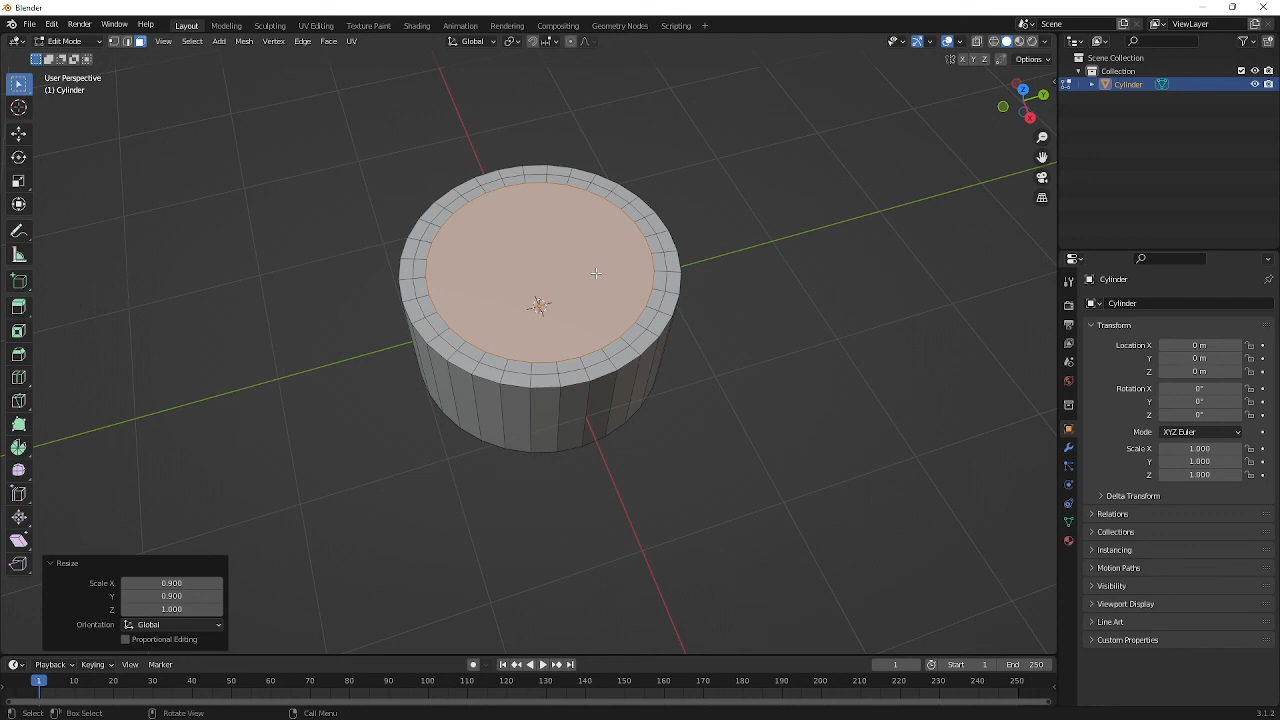 Blender
File Edit Render Window Help Layout Modeling Sculpting UV Editing Texture Paint Shading Animation Rendering Compositing Geometry Nodes Scripting + Scene ViewLayer
Edit Mode View Select Add Mesh Vertex Edge Face UV Global
X Y Z Options
User Perspective
(1) Cylinder
Z
Y
X
Scene Collection
Collection
Cylinder
Cylinder
Cylinder
Transform
Location X 0 m
Y 0 m
Z 0 m
Rotation X 0°
Y 0°
Z 0°
Mode XYZ Euler
Scale X 1.000
Y 1.000
Z 1.000
Delta Transform
Relations
Collections
Instancing
Motion Paths
Visibility
Viewport Display
Line Art
Custom Properties
Resize
Scale X 0.900
Y 0.900
Z 1.000
Orientation Global
Proportional Editing
Playback Keying View Marker 1 Start 1 End 250
1 10 20 30 40 50 60 70 80 90 100 110 120 130 140 150 160 170 180 190 200 210 220 230 240 250
Select Box Select Rotate View Call Menu 3.1.2